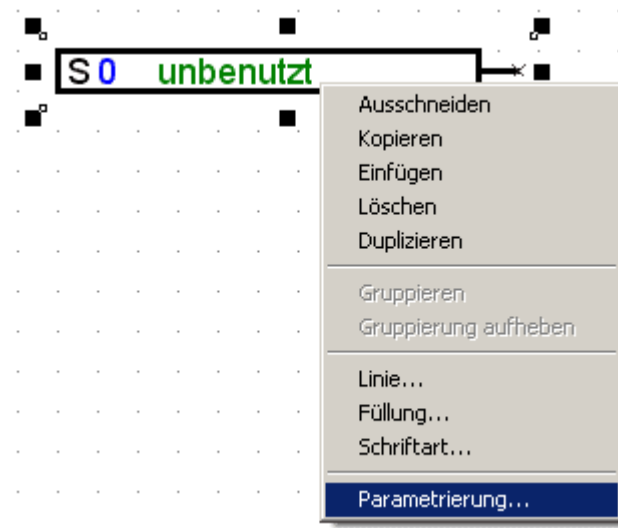 S 0 unbenutzt
Ausschneiden
Kopieren
Einfügen
Löschen
Duplizieren
Gruppieren
Gruppierung aufheben
Linie...
Füllung...
Schriftart...
Parametrierung...